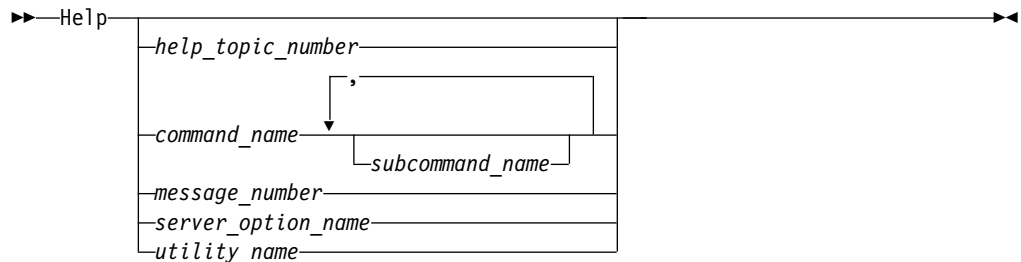 Help
help_topic_number
,
command_name
subcommand_name
message_number
server_option_name
utility_name